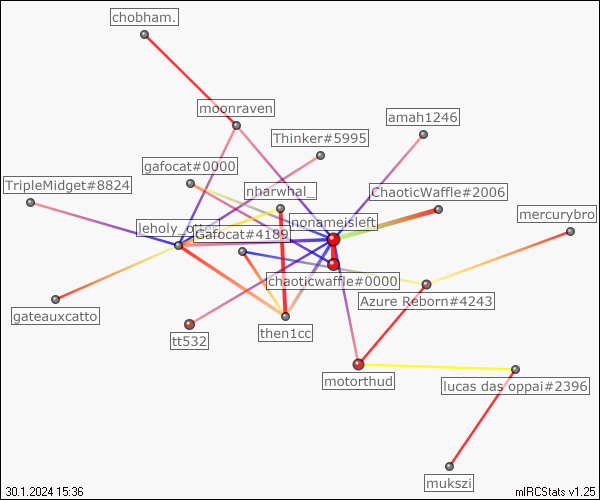 chobham.
moonraven
amah1246
Thinker#5995
gafocat#0000
TripleMidget#8824
nharwhal_
ChaoticWaffle#2006
mercurybro
leholy_otter
Gafocat#4189
nonameisleft
chaoticwaffle#0000
Azure Reborn#4243
gateauxcatto
then1cc
tt532
motorthud
lucas das oppai#2396
mukszi
30.1.2024 15:36
mIRCStats v1.25